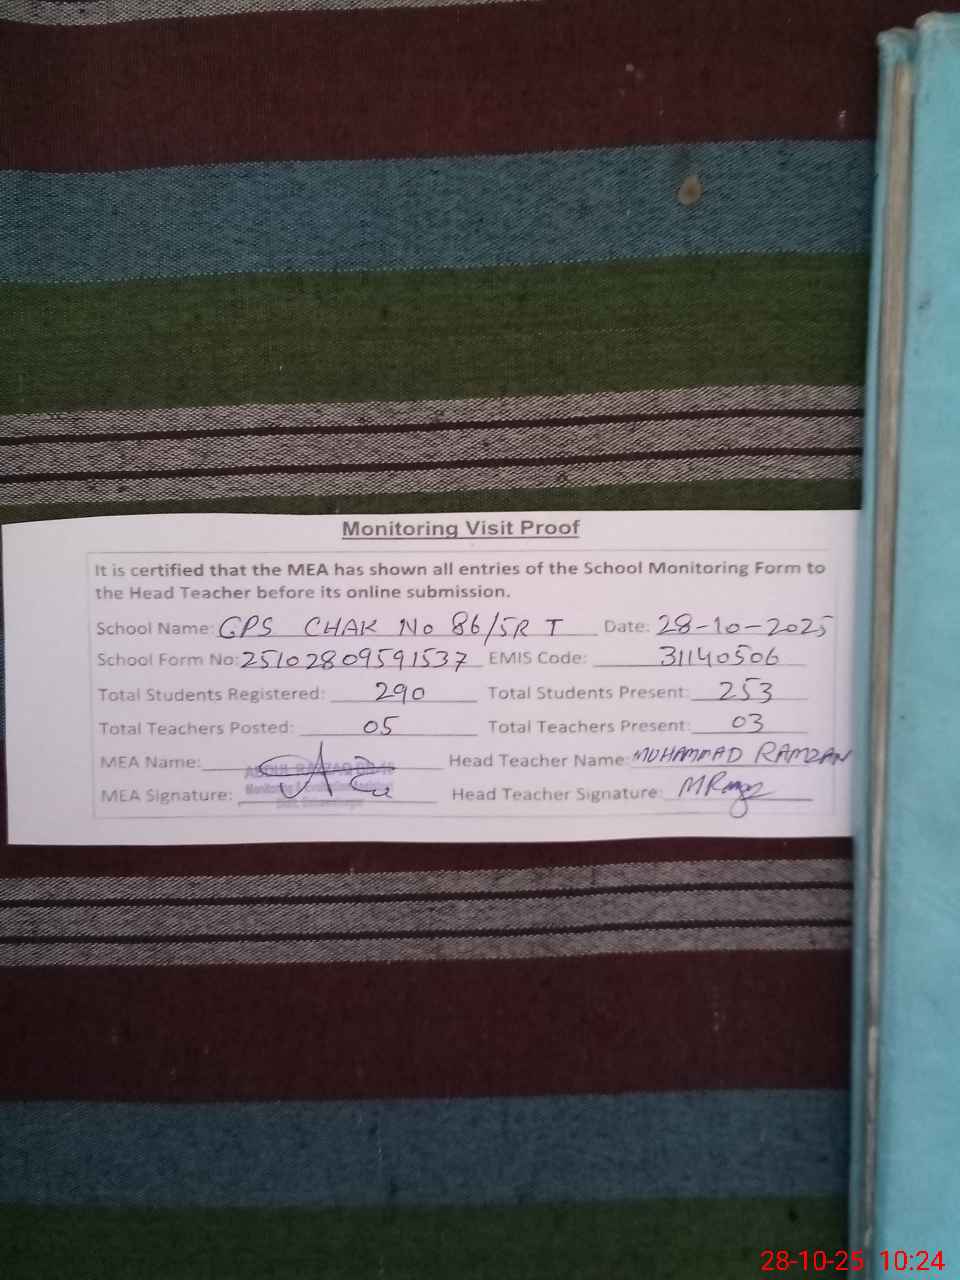 Monitoring Visit Proof
It is certified that the MEA has shown all entries of the School Monitoring Form to
the Head Teacher before its online submission.
School Name: GPS CHAK No 86/5R T Date: 28-10-2025
School Form No: 25102809591537 EMIS Code: 31140506
Total Students Registered: 290 Total Students Present: 253
Total Teachers Posted: 05 Total Teachers Present: 03
MEA Name: Head Teacher Name: MUHAMMAD RAMZAN
MEA Signature: Head Teacher Signature:
28-10-25 10:24